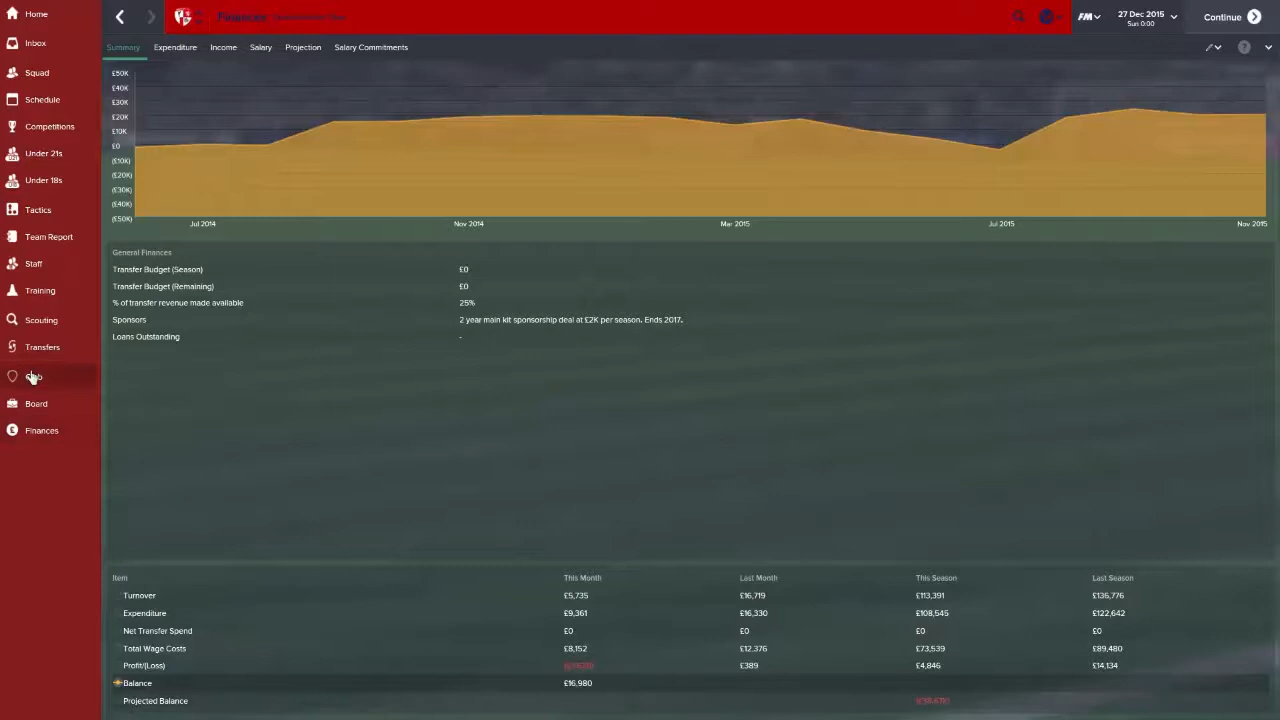 Home
Inbox
Squad
Schedule
Competitions
Under 21s
Under 18s
Tactics
Team Report
Staff
Training
Scouting
Transfers
Board
Finances
Finances
FM
27 Dec 2015
Sun 0:00
Continue
Summary Expenditure Income Salary Projection Salary Commitments
£50K
£40K
£30K
£20K
£10K
£0
(£10K)
(£20K)
(£30K)
(£40K)
(£50K)
Jul 2014 Nov 2014 Mar 2015 Jul 2015 Nov 2015
General Finances
Transfer Budget (Season) £0
Transfer Budget (Remaining) £0
% of transfer revenue made available 25%
Sponsors 2 year main kit sponsorship deal at £2K per season. Ends 2017.
Loans Outstanding -
Item This Month Last Month This Season Last Season
Turnover £5,735 £16,719 £113,391 £136,776
Expenditure £9,361 £16,330 £108,545 £122,642
Net Transfer Spend £0 £0 £0 £0
Total Wage Costs £8,152 £12,376 £73,539 £89,480
Profit/(Loss) £389 £4,846 £14,134
Balance £16,980
Projected Balance